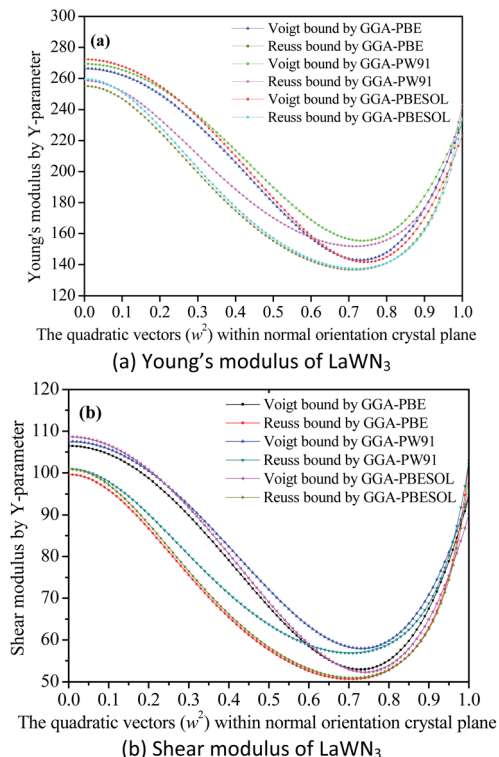 300
280
260
240
220
200
180
160
140
120
Young's modulus by Y-parameter
(a)
Voigt bound by GGA-PBE
Reuss bound by GGA-PBE
Voigt bound by GGA-PW91
Reuss bound by GGA-PW91
Voigt bound by GGA-PBESOL
Reuss bound by GGA-PBESOL
0.0 0.1 0.2 0.3 0.4 0.5 0.6 0.7 0.8 0.9 1.0
The quadratic vectors (w²) within normal orientation crystal plane
(a) Young’s modulus of LaWN₃
120
110
100
90
80
70
60
50
Shear modulus by Y-parameter
(b)
Voigt bound by GGA-PBE
Reuss bound by GGA-PBE
Voigt bound by GGA-PW91
Reuss bound by GGA-PW91
Voigt bound by GGA-PBESOL
Reuss bound by GGA-PBESOL
0.0 0.1 0.2 0.3 0.4 0.5 0.6 0.7 0.8 0.9 1.0
The quadratic vectors (w²) within normal orientation crystal plane
(b) Shear modulus of LaWN₃